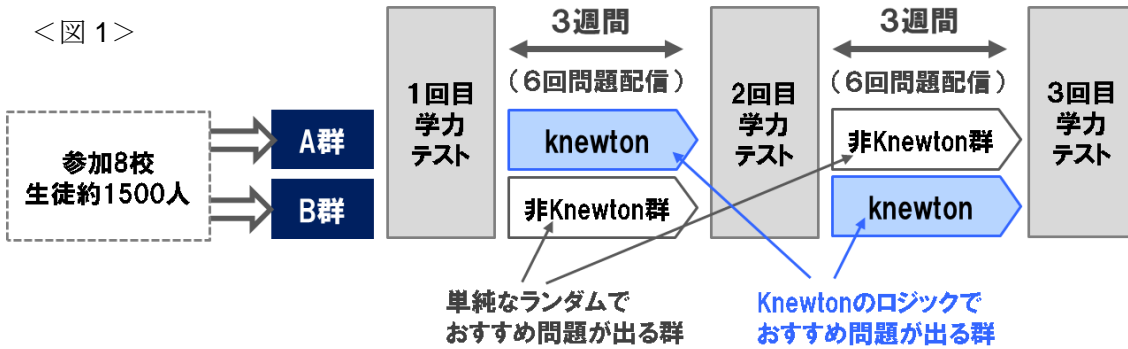 <図1>
参加8校
生徒約1500人
A群
B群
1回目
学力
テスト
3週間
(6回問題配信)
knewton
非Knewton群
2回目
学力
テスト
3週間
(6回問題配信)
非Knewton群
knewton
3回目
学力
テスト
単純なランダムで
おすすめ問題が出る群
Knewtonのロジックで
おすすめ問題が出る群